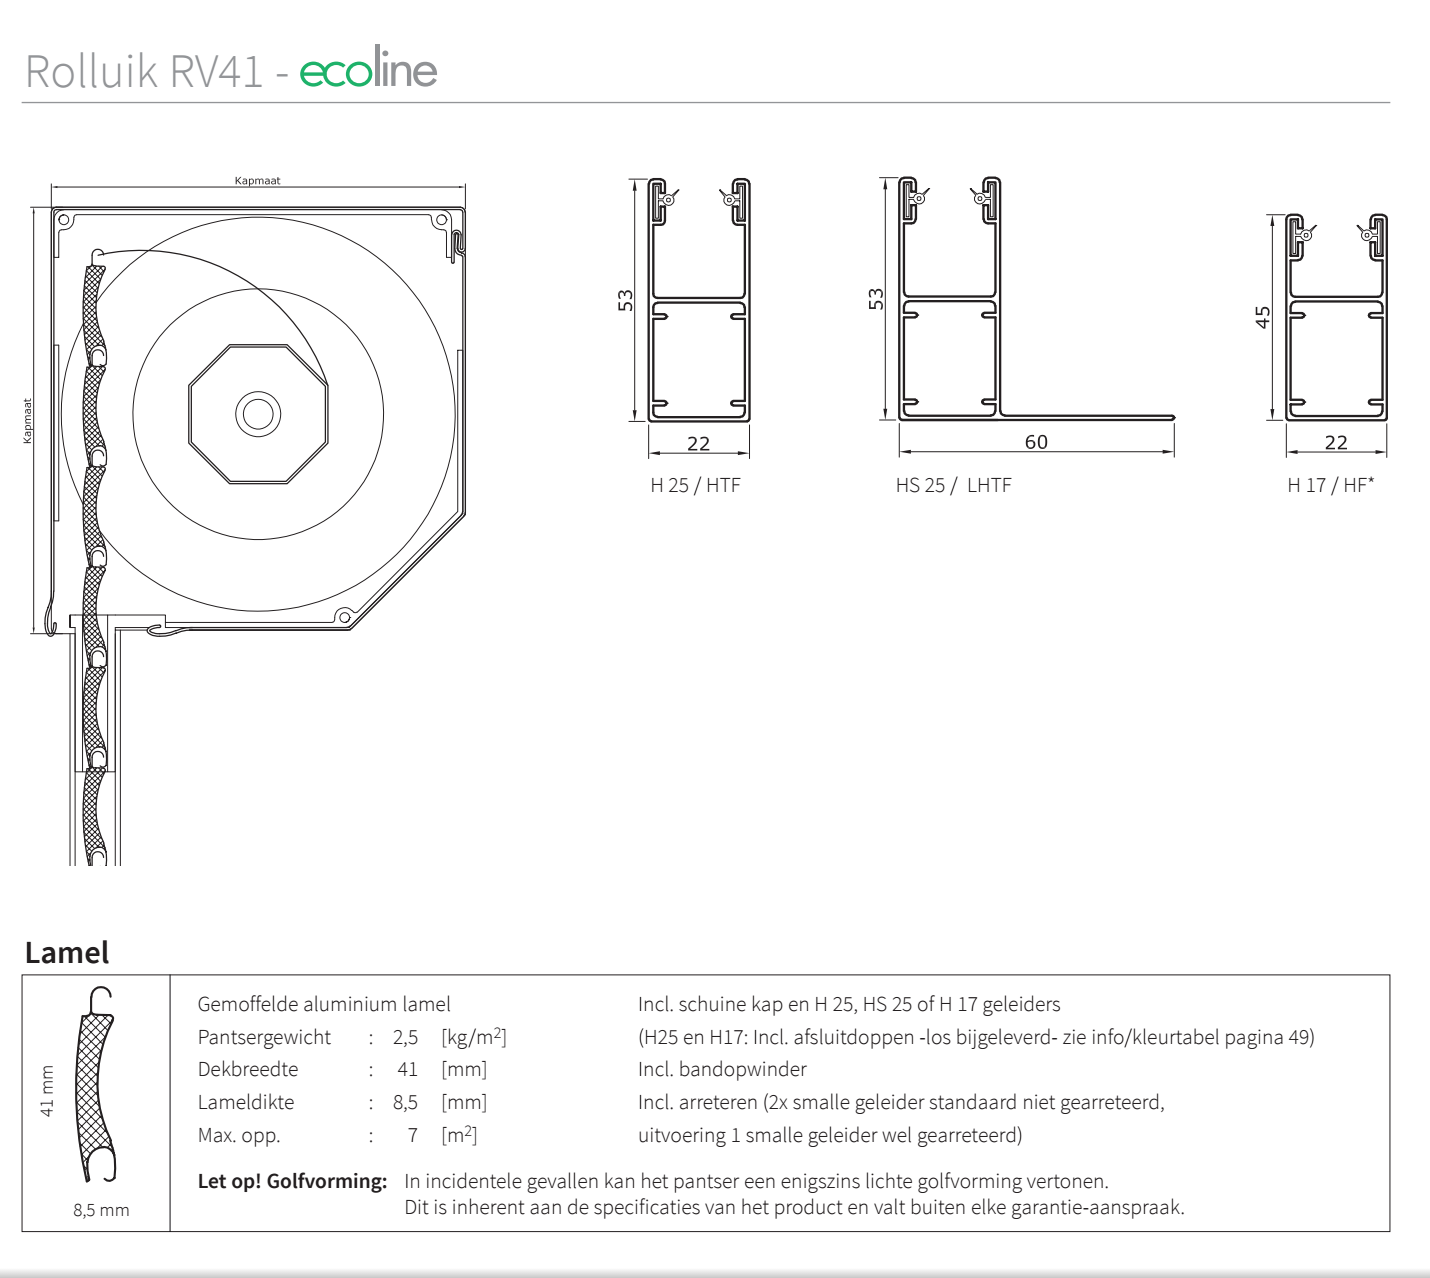 Rolluik RV41 - ecoline
Kapmaat
Kapmaat
53
22
H 25 / HTF
53
60
HS 25 / LHTF
45
22
H 17 / HF*
Lamel
41 mm
8,5 mm
Gemoffelde aluminium lamel
Pantsergewicht : 2,5 [kg/m²]
Dekbreedte : 41 [mm]
Lameldikte : 8,5 [mm]
Max. opp. : 7 [m²]
Incl. schuine kap en H 25, HS 25 of H 17 geleiders
(H25 en H17: Incl. afsluitdoppen -los bijgeleverd- zie info/kleurtabel pagina 49)
Incl. bandopwinder
Incl. arreteren (2x smalle geleider standaard niet gearreteerd,
uitvoering 1 smalle geleider wel gearreteerd)
Let op! Golfvorming: In incidentele gevallen kan het pantser een enigszins lichte golfvorming vertonen.
Dit is inherent aan de specificaties van het product en valt buiten elke garantie-aanspraak.